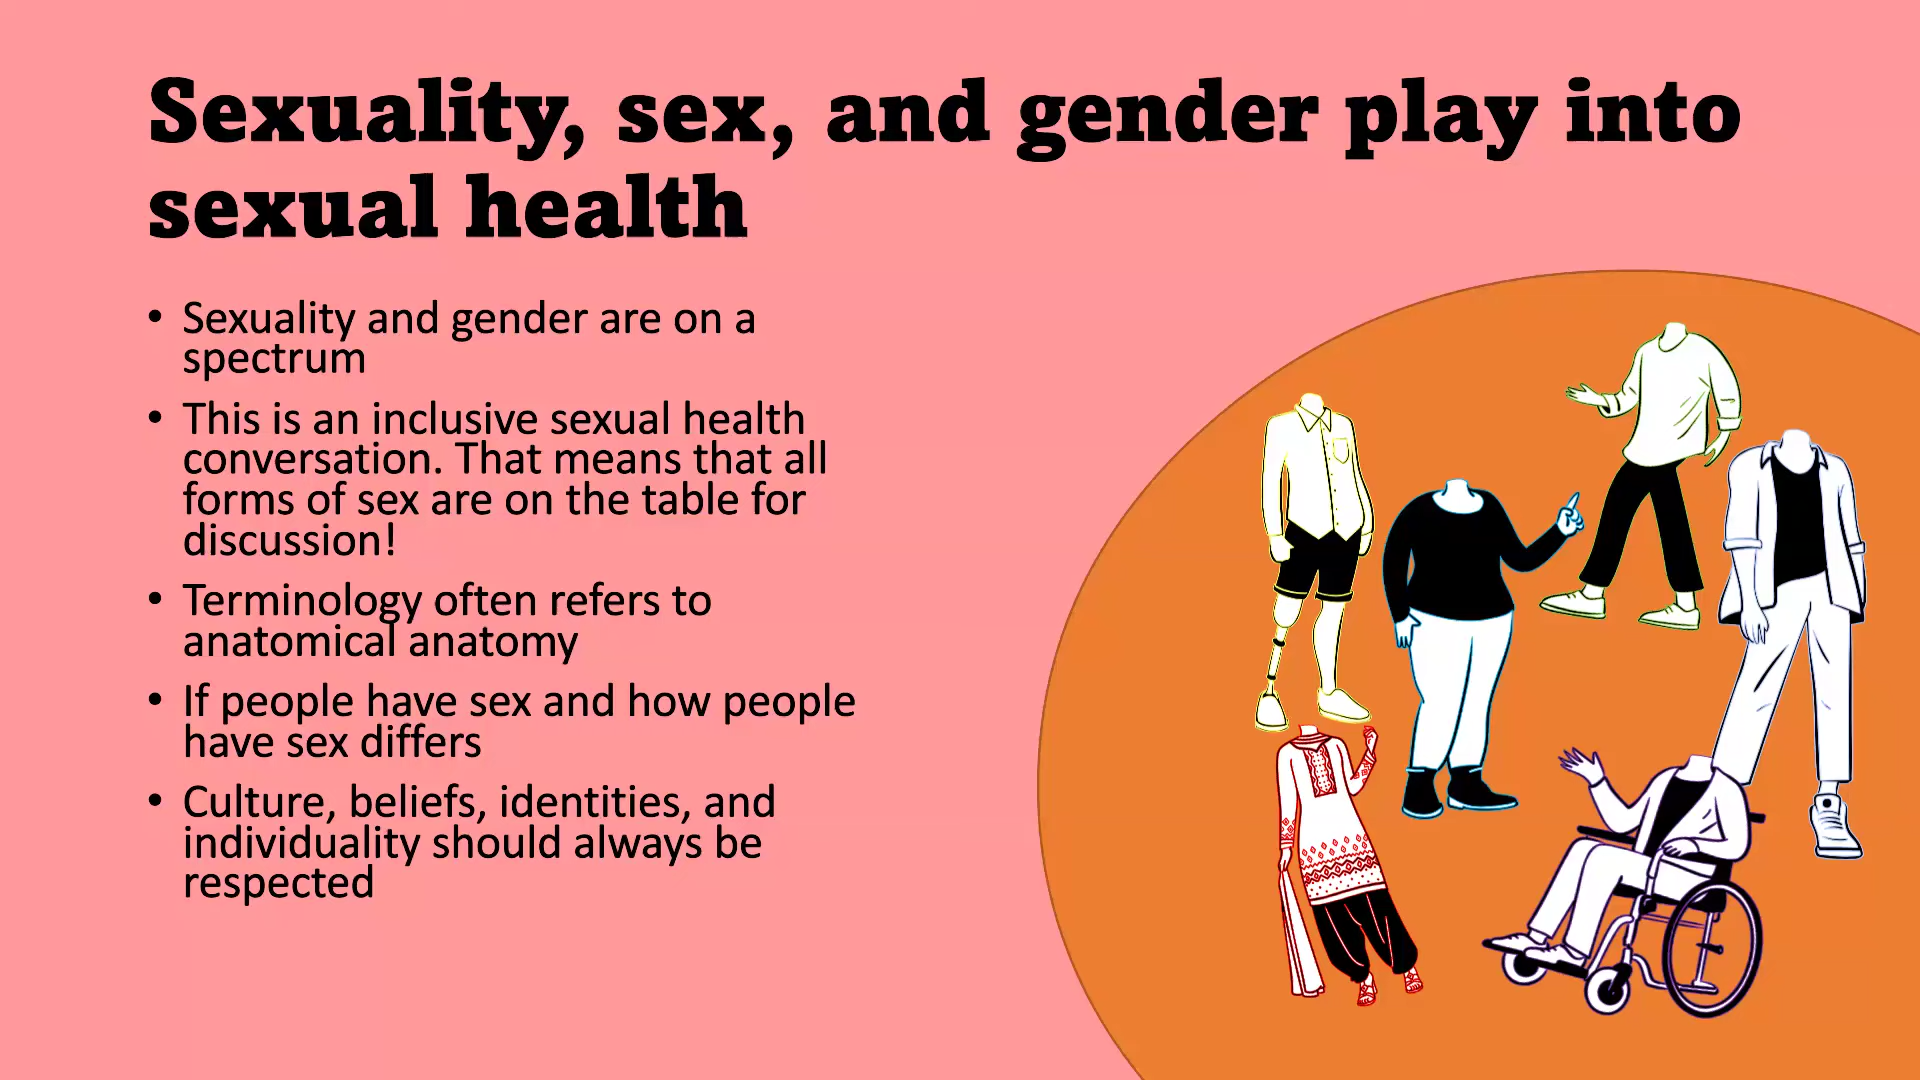 Sexuality, sex, and gender play into
sexual health
• Sexuality and gender are on a
spectrum
• This is an inclusive sexual health
conversation. That means that all
forms of sex are on the table for
discussion!
• Terminology often refers to
anatomical anatomy
• If people have sex and how people
have sex differs
• Culture, beliefs, identities, and
individuality should always be
respected